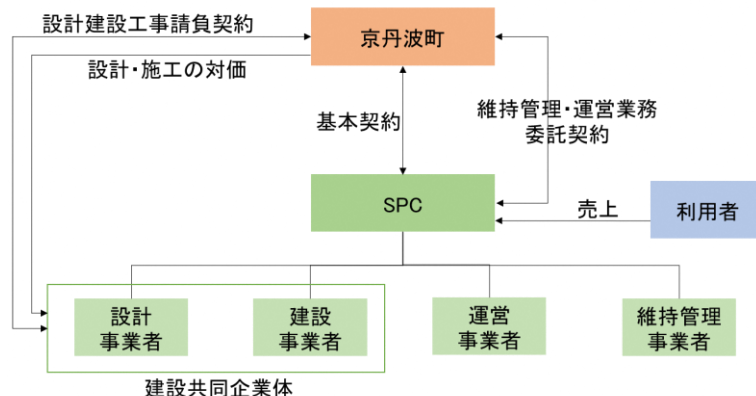 設計建設工事請負契約
京丹波町
設計・施工の対価
基本契約
維持管理・運営業務
委託契約
SPC
売上
利用者
設計
事業者
建設
事業者
運営
事業者
維持管理
事業者
建設共同企業体